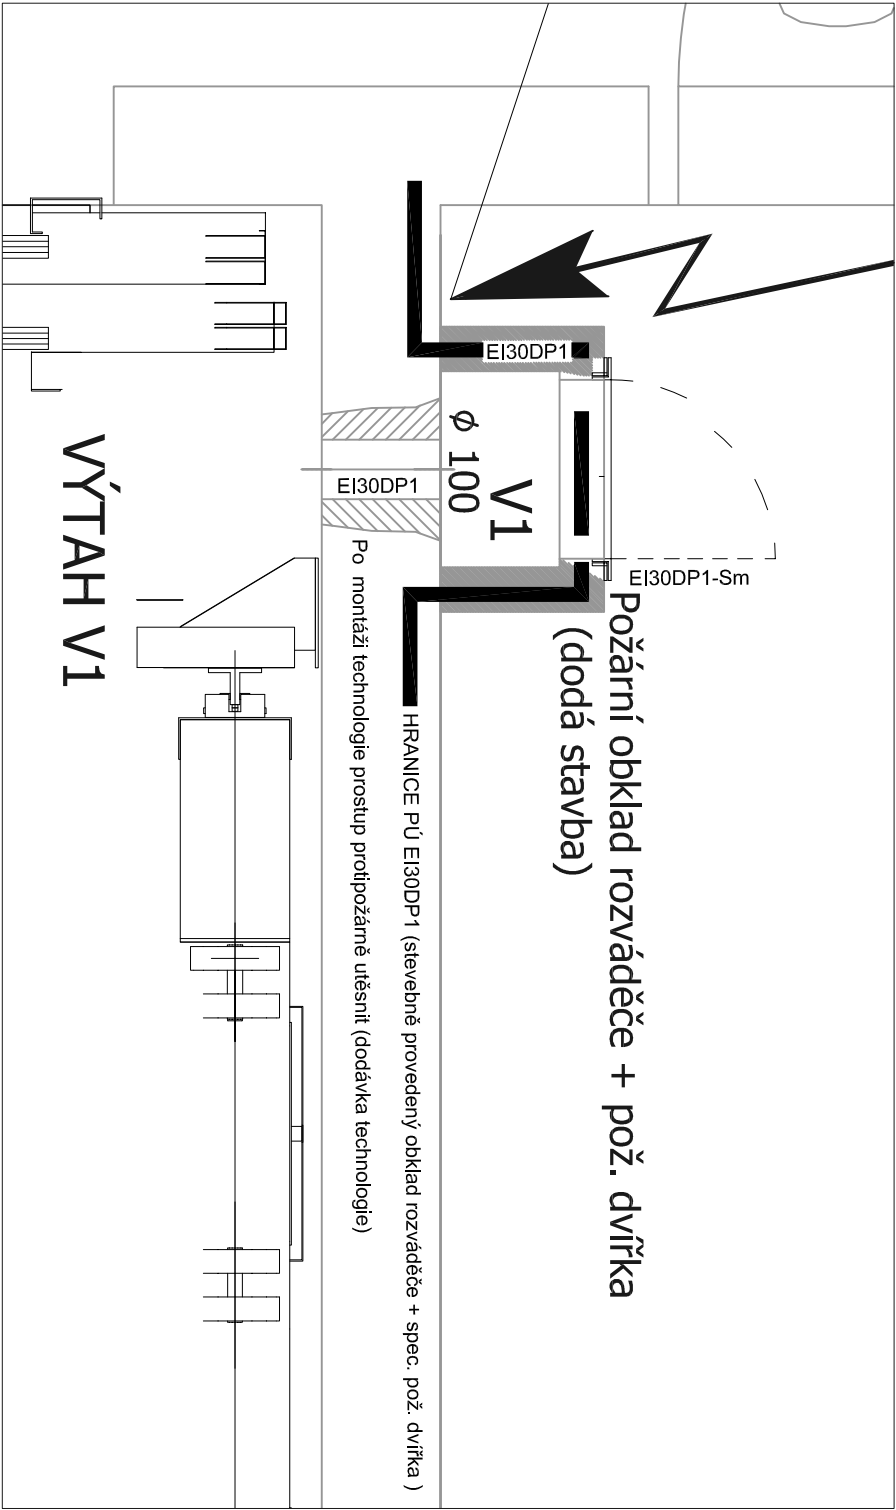 EI30DP1
EI30DP1
EI30DP1-Sm
Požární obklad rozváděče + pož. dvířka
(dodá stavba)
V1
ø 100
HRANICE PÚ EI30DP1 (stevebně provedený obklad rozváděče + spec. pož. dvířka )
Po montáži technologie prostup protipožárně utěsnit (dodávka technologie)
VÝTAH V1